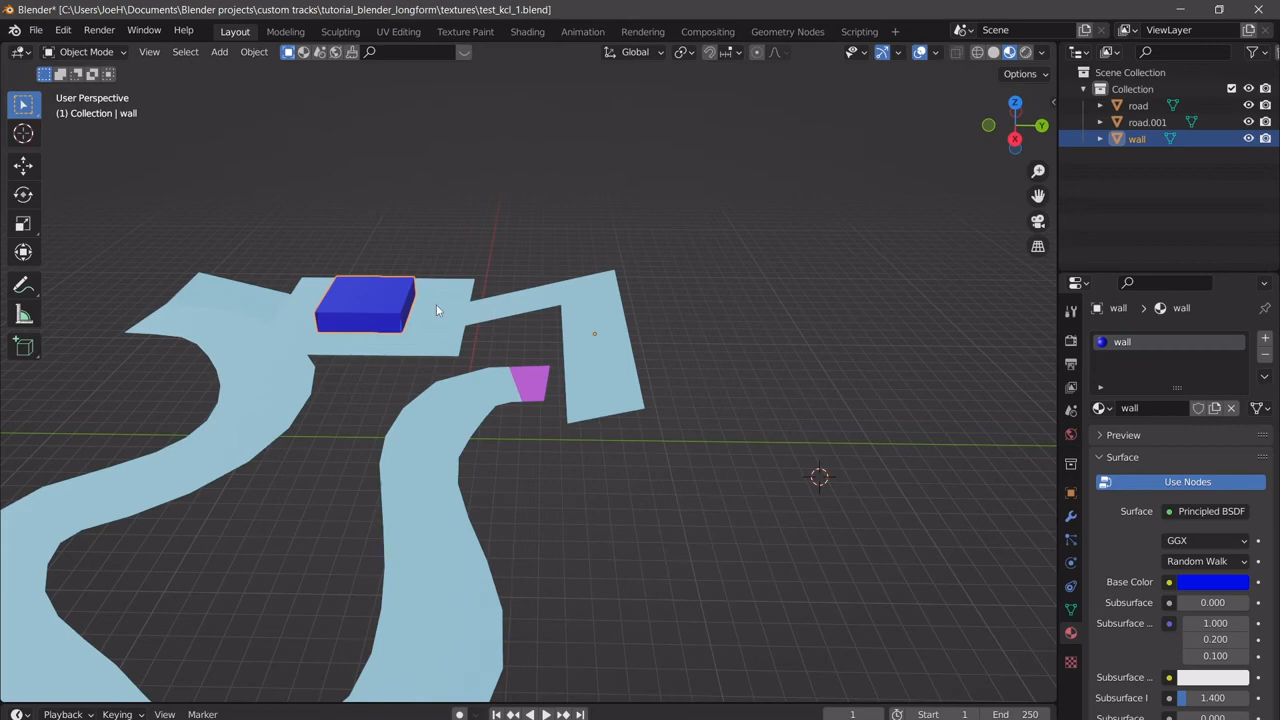 Blender* [C:\Users\JoeH\Documents\Blender projects\custom tracks\tutorial_blender_longform\textures\test_kcl_1.blend]
File Edit Render Window Help Layout Modeling Sculpting UV Editing Texture Paint Shading Animation Rendering Compositing Geometry Nodes Scripting + Scene ViewLayer
Object Mode View Select Add Object Global
Options
User Perspective
(1) Collection | wall
Z
Y
X
Scene Collection
Collection
road
road.001
wall
wall > wall
wall
wall
Preview
Surface
Use Nodes
Surface Principled BSDF
GGX
Random Walk
Base Color
Subsurface 0.000
Subsurface ... 1.000
0.200
0.100
Subsurface ...
Subsurface I 1.400
Subsurface ... 0.000
Playback Keying View Marker 1 Start 1 End 250